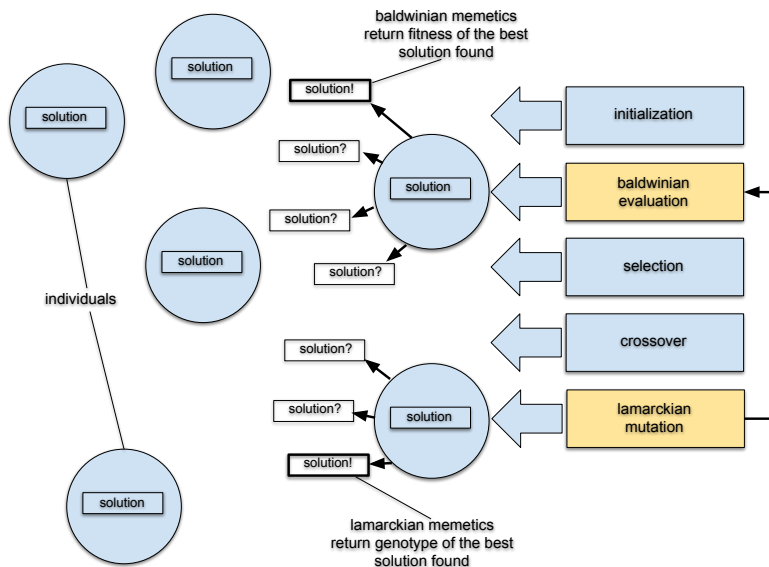 baldwinian memetics
return fitness of the best
solution found
solution
solution!
solution
initialization
solution?
solution
baldwinian
evaluation
solution?
solution
solution?
selection
individuals
solution?
crossover
solution?
solution
lamarckian
mutation
solution!
solution
lamarckian memetics
return genotype of the best
solution found